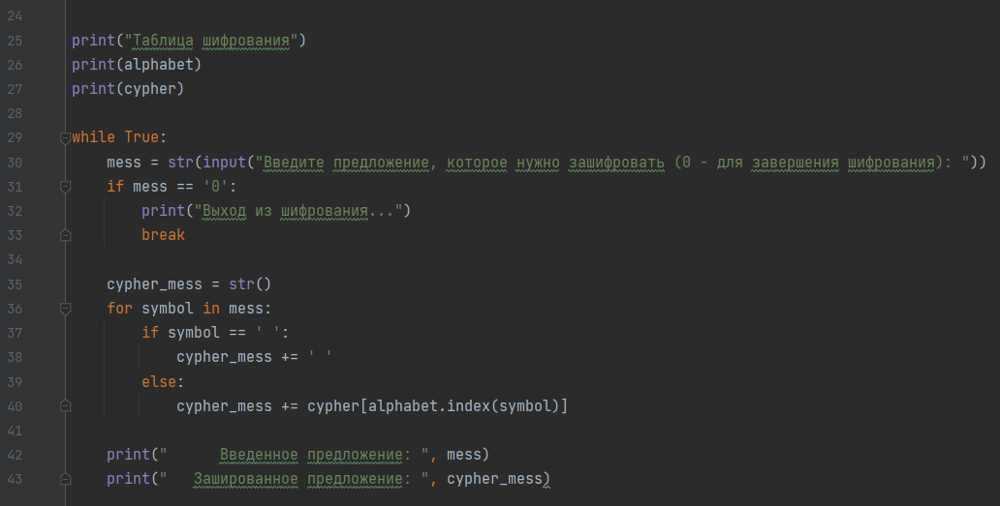 24
25 print("Таблица шифрования")
26 print(alphabet)
27 print(cypher)
28
29 while True:
30     mess = str(input("Введите предложение, которое нужно зашифровать (0 - для завершения шифрования): "))
31     if mess == '0':
32         print("Выход из шифрования...")
33         break
34
35     cypher_mess = str()
36     for symbol in mess:
37         if symbol == ' ':
38             cypher_mess += ' '
39         else:
40             cypher_mess += cypher[alphabet.index(symbol)]
41
42     print("      Введенное предложение: ", mess)
43     print("   Зашированное предложение: ", cypher_mess)